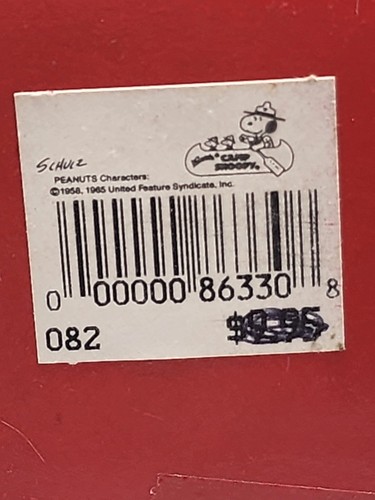 SCHULZ
CAMP
SNOOPY
PEANUTS Characters:
©1958, 1965 United Feature Syndicate, Inc.
0 00000 86330 8
082